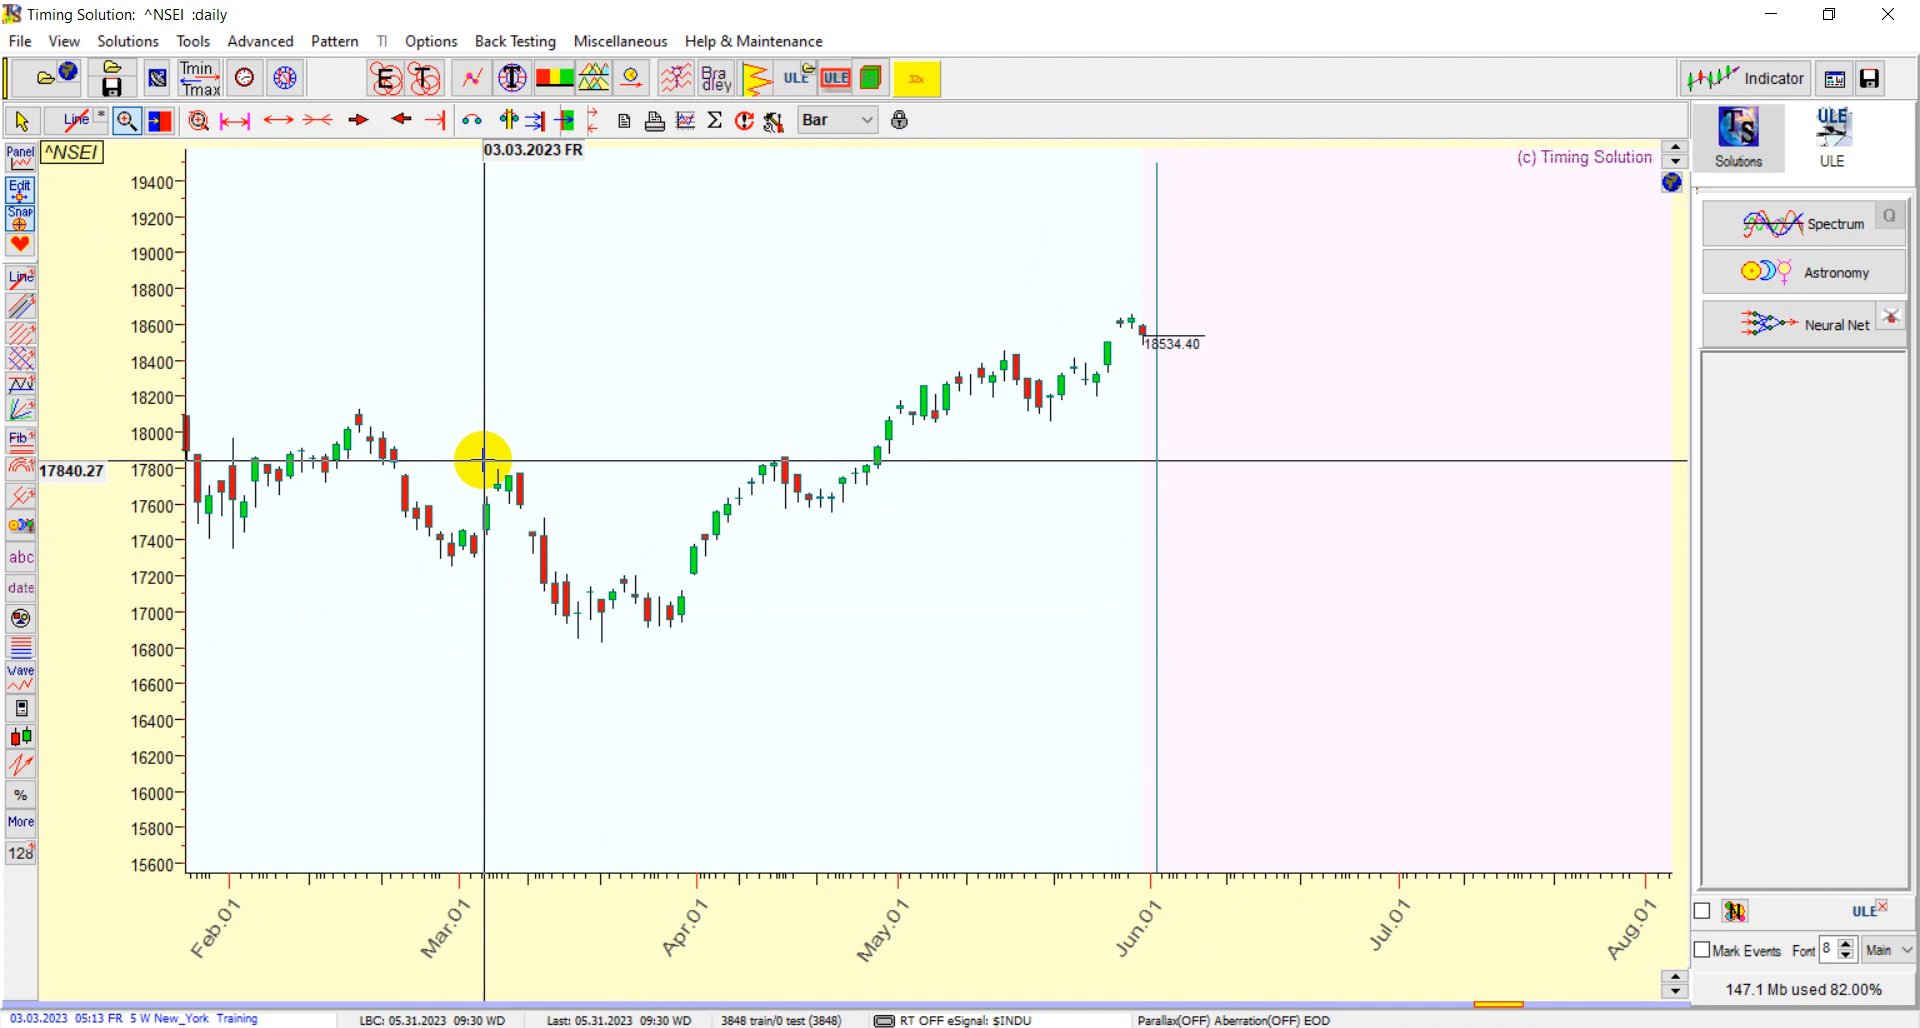 Timing Solution: ^NSEI :daily
File View Solutions Tools Advanced Pattern TI Options Back Testing Miscellaneous Help & Maintenance
Tmin Tmax E T T Bra dley ULE ULE 32x Indicator
Line * Bar
Solutions
ULE
Panel
^NSEI
03.03.2023 FR
(c) Timing Solution
Edit
Snap
Line
Fib
abc
date
Wave
%
More
128
19400
19200
19000
18800
18600
18400
18200
18000
17800
17600
17400
17200
17000
16800
16600
16400
16200
16000
15800
15600
17840.27
18534.40
Spectrum Q
Astronomy
Neural Net
Feb.01 Mar.01 Apr.01 May.01 Jun.01 Jul.01 Aug.01
ULE
Mark Events Font 8 Main
147.1 Mb used 82.00%
03.03.2023 05:13 FR 5 W New_York Training LBC: 05.31.2023 09:30 WD Last: 05.31.2023 09:30 WD 3848 train/0 test (3848) RT OFF eSignal: $INDU Parallax(OFF) Aberration(OFF) EOD